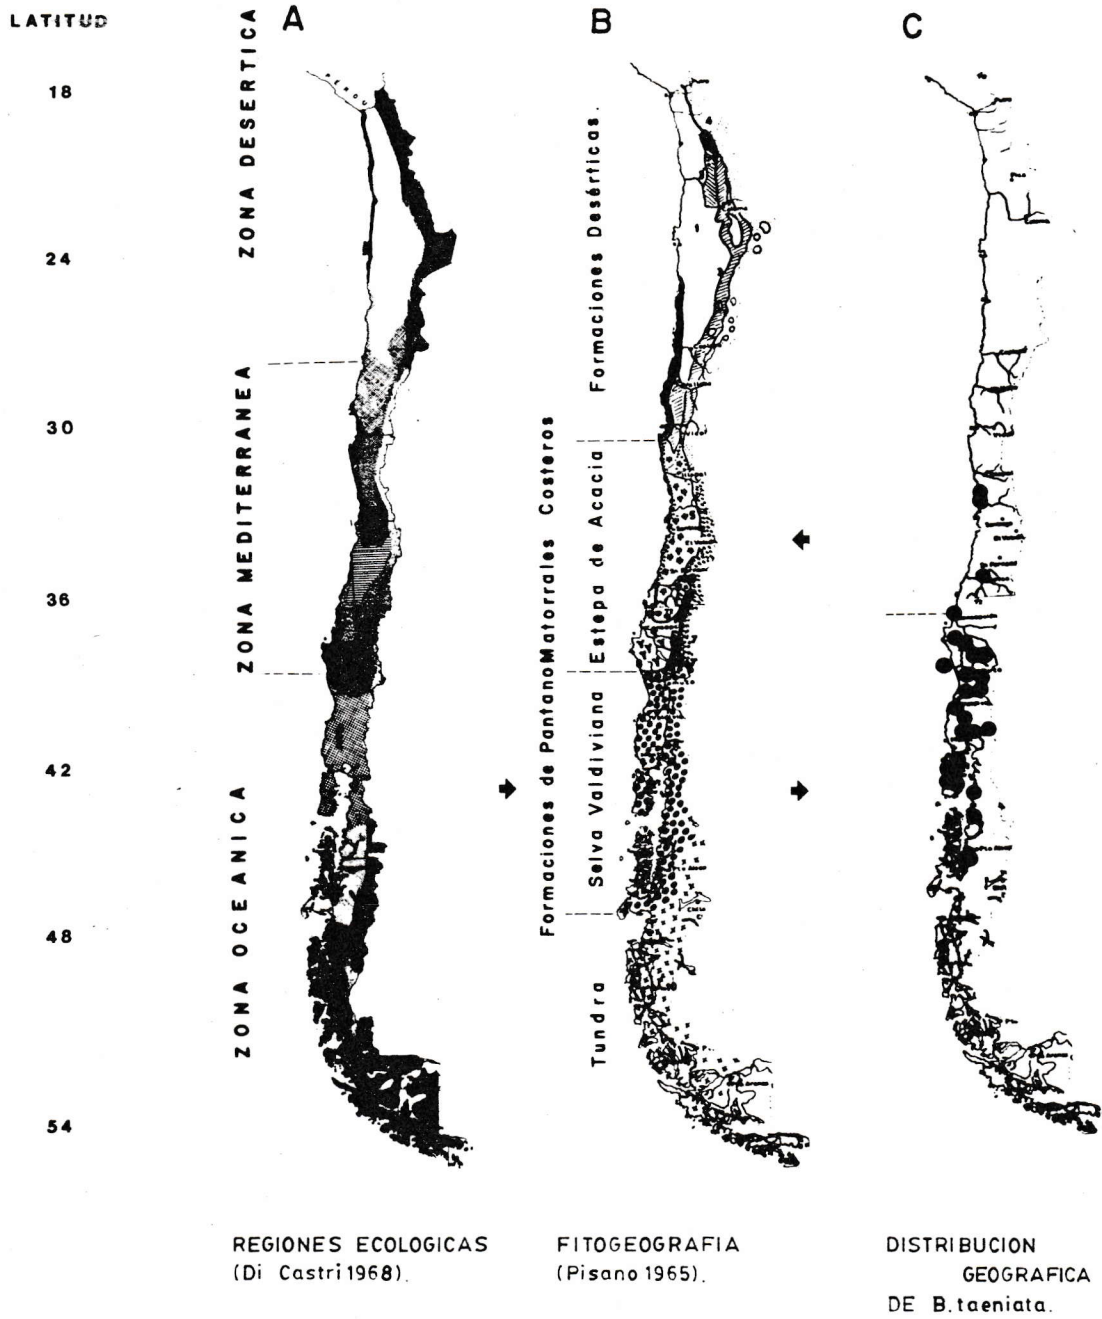 LATITUD
A
B
C
18
24
30
36
42
48
54
ZONA DESERTICA
ZONA MEDITERRANEA
ZONA OCEANICA
PEROU
Formaciones de Pantano
Matorrales Costeros
Formaciones Desérticas.
Estepa de Acacia
Selva Valdiviana
Tundra
1
REGIONES ECOLOGICAS
(Di Castri 1968).
FITOGEOGRAFIA
(Pisano 1965).
DISTRIBUCION
GEOGRAFICA
DE B. taeniata.